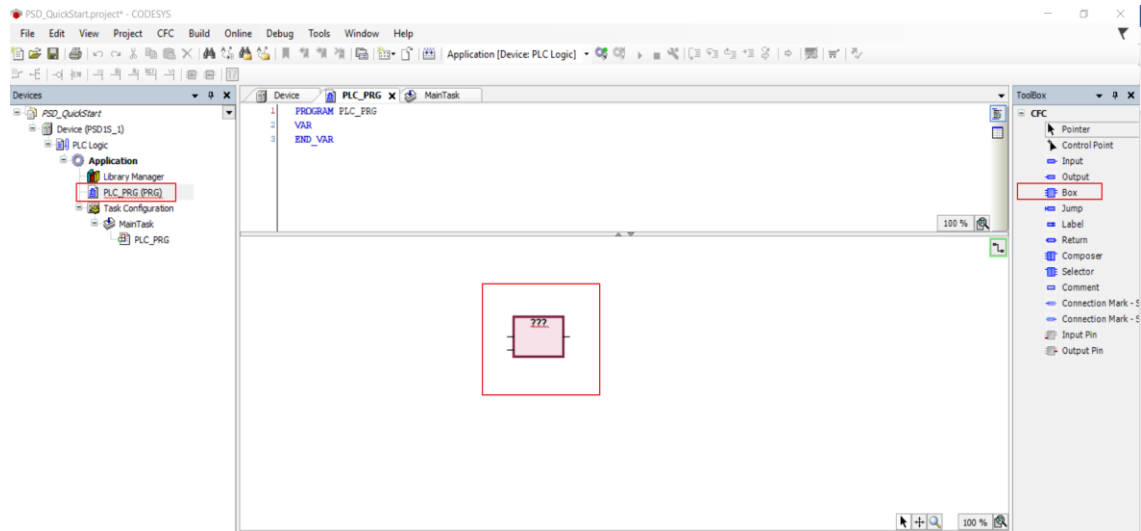 PSD_QuickStart.project* - CODESYS
File Edit View Project CFC Build Online Debug Tools Window Help
Application [Device: PLC Logic]
Devices
PSD_QuickStart
Device (PSD1S_1)
PLC Logic
Application
Library Manager
PLC_PRG (PRG)
Task Configuration
MainTask
PLC_PRG
Device PLC_PRG MainTask
1 PROGRAM PLC_PRG
2 VAR
3 END_VAR
100 %
???
100 %
ToolBox
CFC
Pointer
Control Point
Input
Output
Box
Jump
Label
Return
Composer
Selector
Comment
Connection Mark - S
Connection Mark - S
Input Pin
Output Pin